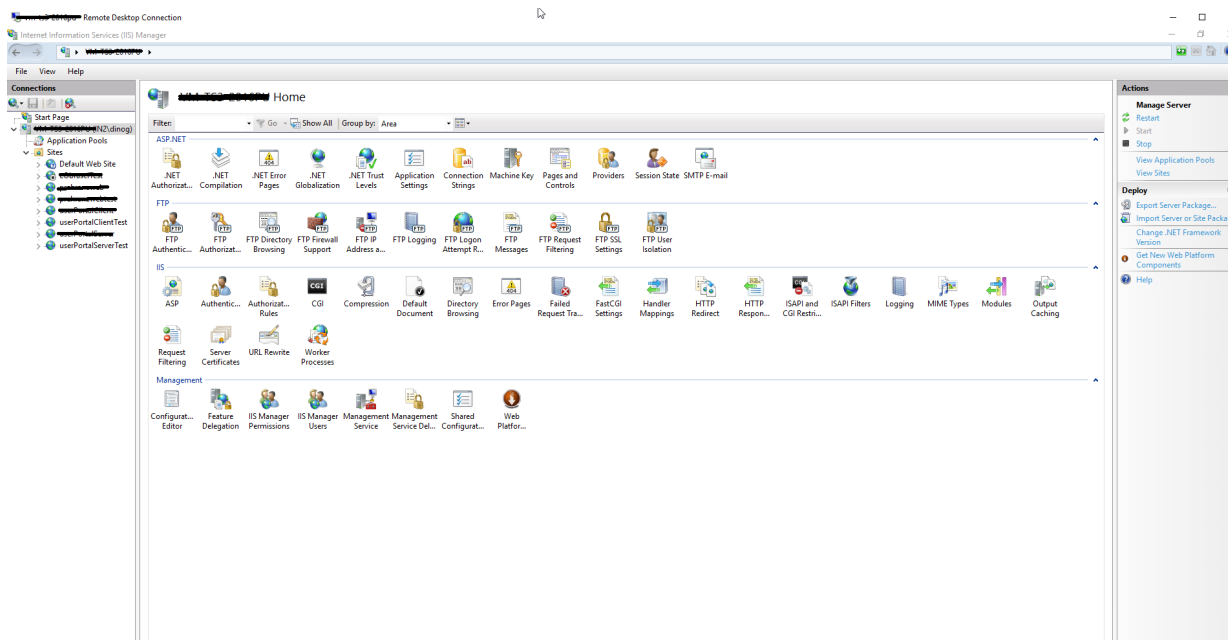 Remote Desktop Connection
Internet Information Services (IIS) Manager
File View Help
Connections
Start Page
\dinog)
Application Pools
Sites
Default Web Site
userPortalClientTest
userPortalServerTest
Home
Filter: Go Show All Group by: Area
ASP.NET
.NET Authorizat... .NET Compilation .NET Error Pages .NET Globalization .NET Trust Levels Application Settings Connection Strings Machine Key Pages and Controls Providers Session State SMTP E-mail
FTP
FTP Authentic... FTP Authorizat... FTP Directory Browsing FTP Firewall Support FTP IP Address a... FTP Logging FTP Logon Attempt R... FTP Messages FTP Request Filtering FTP SSL Settings FTP User Isolation
IIS
ASP Authentic... Authorizat... Rules CGI Compression Default Document Directory Browsing Error Pages Failed Request Tra... FastCGI Settings Handler Mappings HTTP Redirect HTTP Respon... ISAPI and CGI Restri... ISAPI Filters Logging MIME Types Modules Output Caching
Request Filtering Server Certificates URL Rewrite Worker Processes
Management
Configurat... Editor Feature Delegation IIS Manager Permissions IIS Manager Users Management Service Management Service Del... Shared Configurat... Web Platfor...
Actions
Manage Server
Restart
Start
Stop
View Application Pools
View Sites
Deploy
Export Server Package...
Import Server or Site Packa
Change .NET Framework
Version
Get New Web Platform
Components
Help